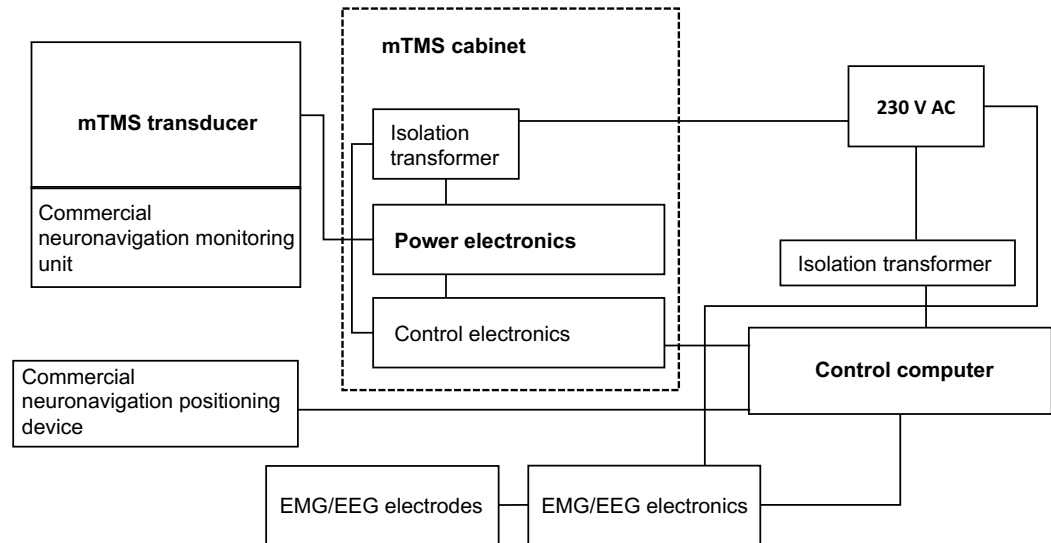 mTMS cabinet
mTMS transducer
Commercial
neuronavigation monitoring
unit
Isolation
transformer
Power electronics
Control electronics
230 V AC
Isolation transformer
Control computer
Commercial
neuronavigation positioning
device
EMG/EEG electrodes
EMG/EEG electronics